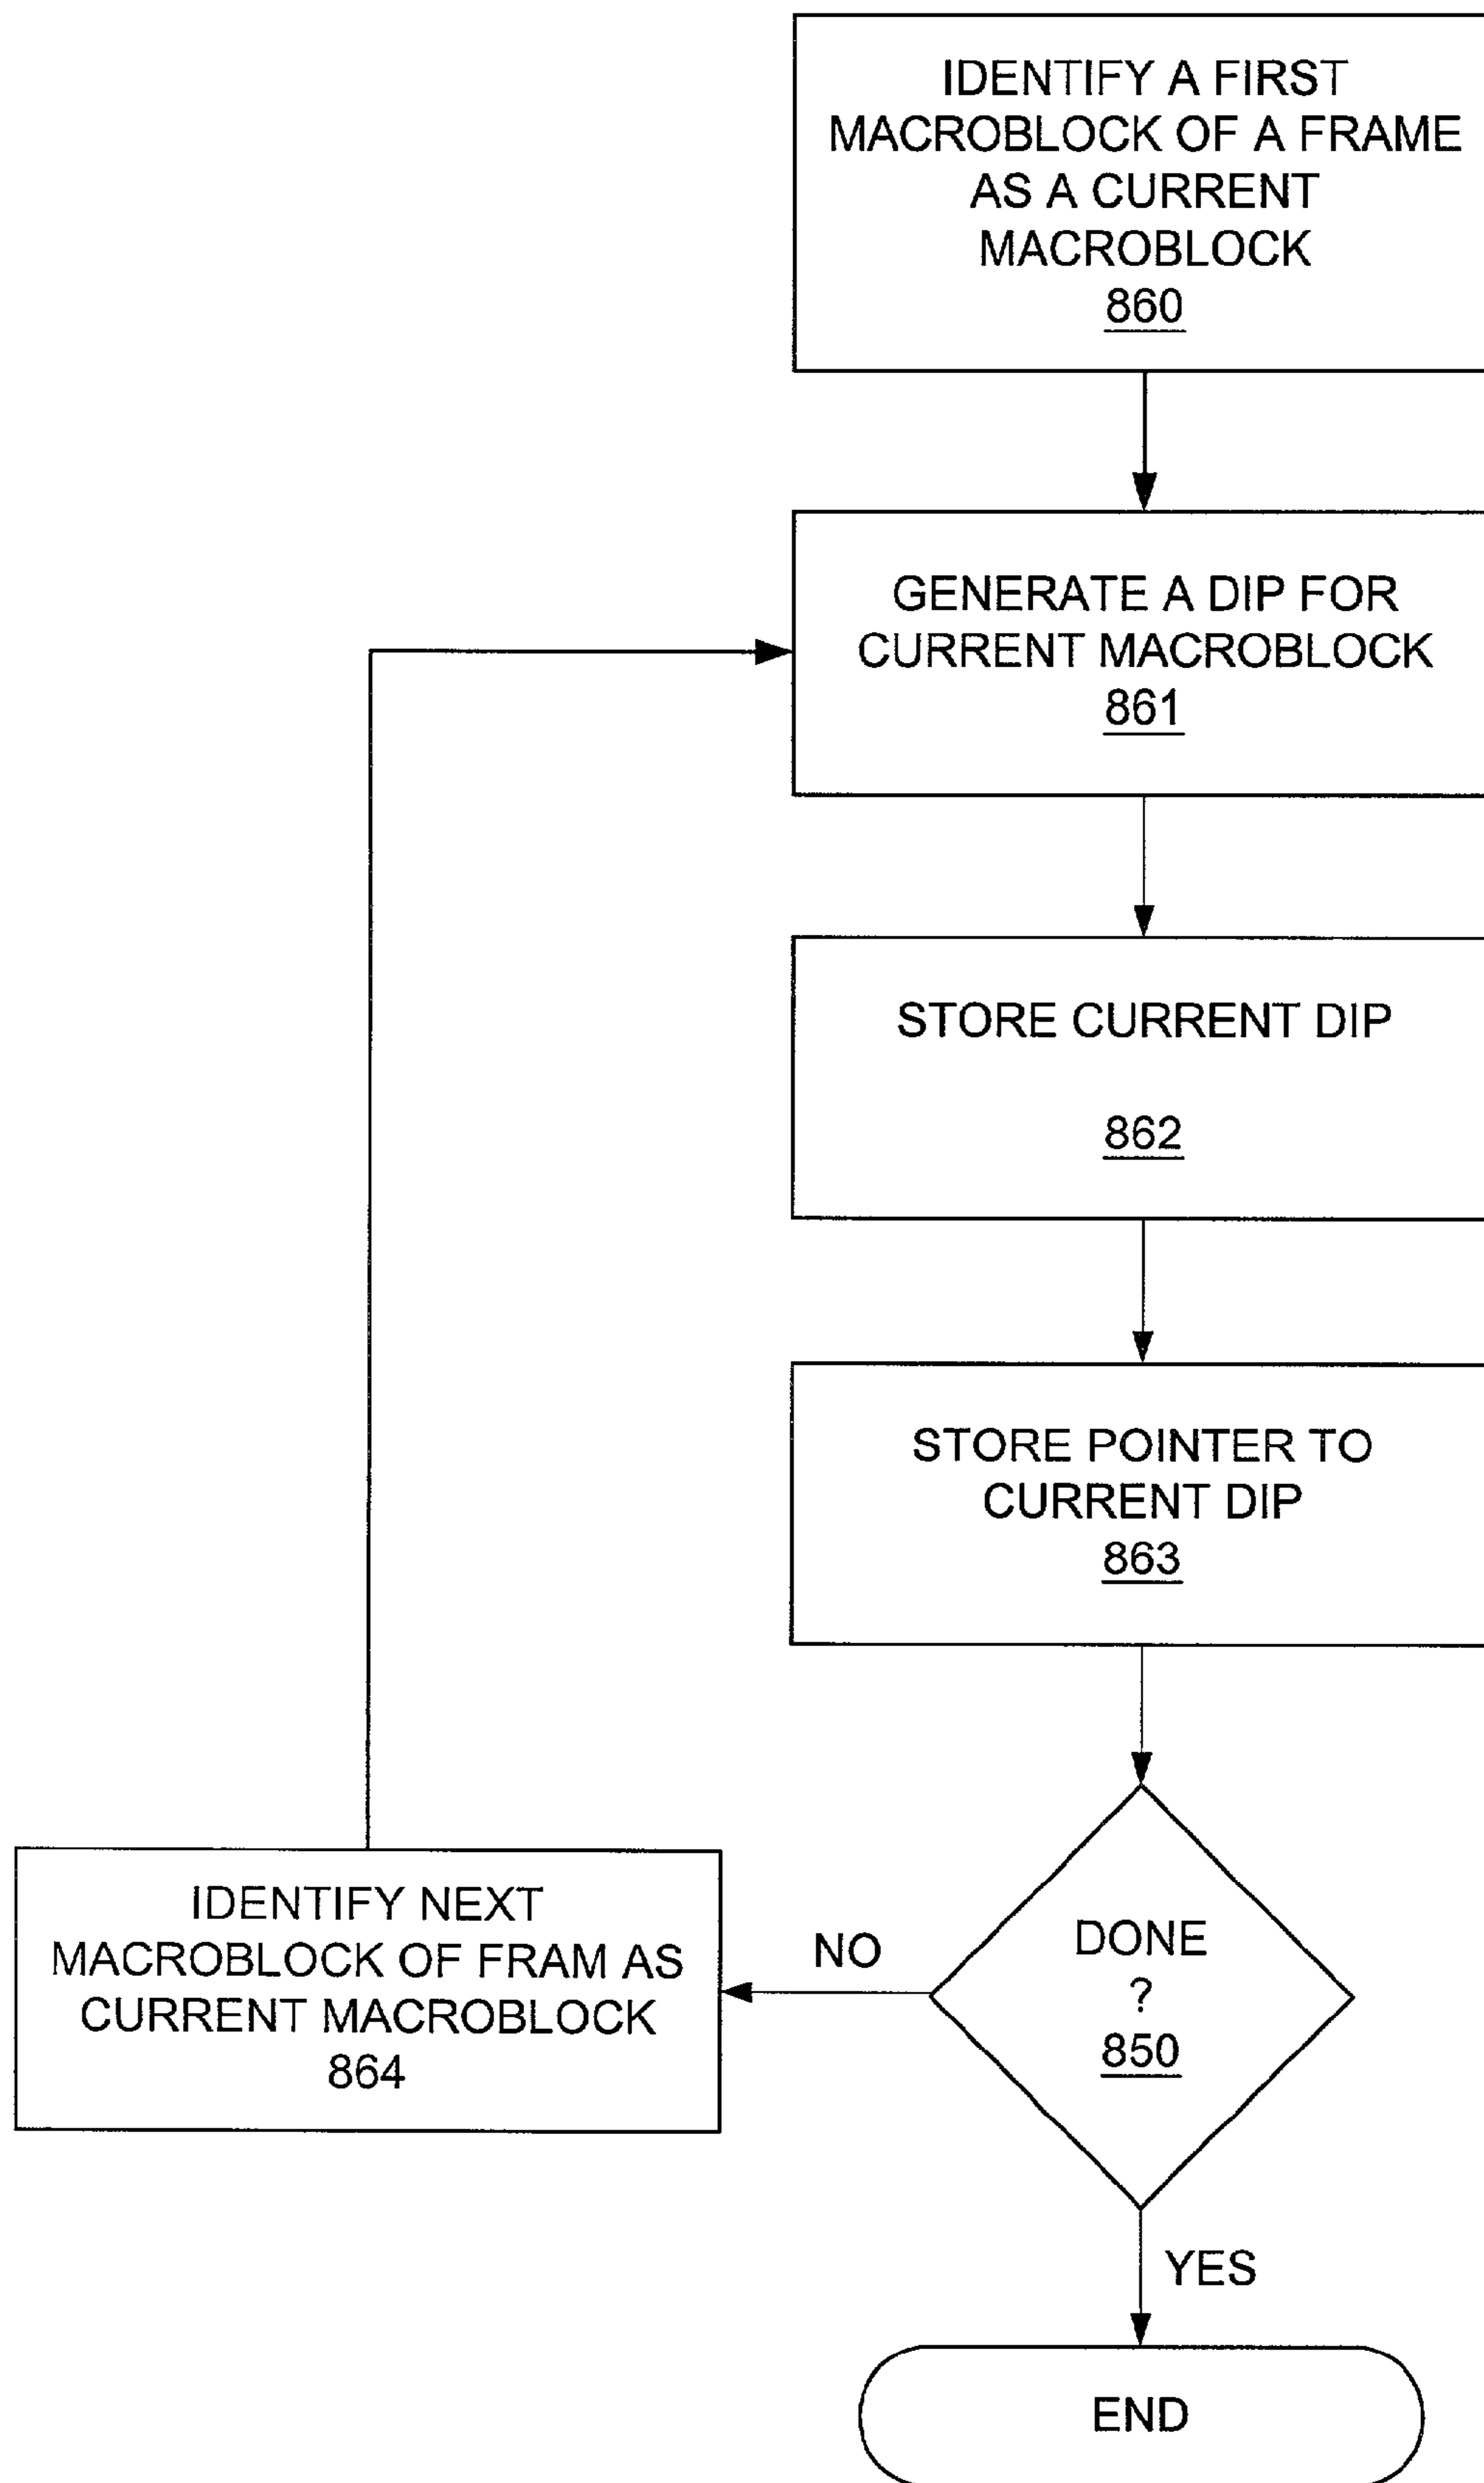 IDENTIFY A FIRST
MACROBLOCK OF A FRAME
AS A CURRENT
MACROBLOCK
860
GENERATE A DIP FOR
CURRENT MACROBLOCK
861
STORE CURRENT DIP
862
STORE POINTER TO
CURRENT DIP
863
DONE
?
850
NO
IDENTIFY NEXT
MACROBLOCK OF FRAM AS
CURRENT MACROBLOCK
864
YES
END